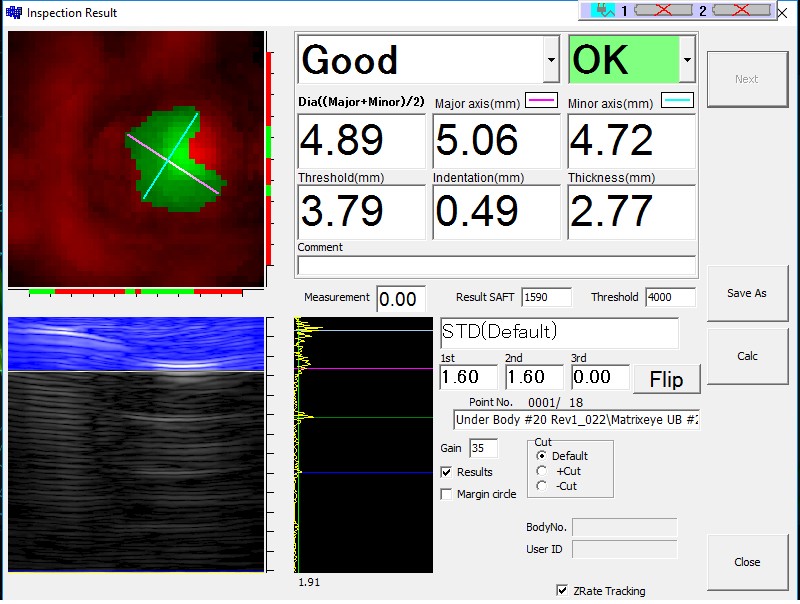 Inspection Result
1
2
Good
OK
Next
Dia((Major+Minor)/2)
Major axis(mm)
Minor axis(mm)
4.89
5.06
4.72
Threshold(mm)
Indentation(mm)
Thickness(mm)
3.79
0.49
2.77
Comment
Measurement
0.00
Result SAFT
1590
Threshold
4000
Save As
STD(Default)
1st
2nd
3rd
1.60
1.60
0.00
Flip
Calc
Point No. 0001/ 18
Under Body #20 Rev1_022\Matrixeye UB #2
Gain
35
Cut
Default
+Cut
-Cut
Results
Margin circle
BodyNo.
User ID
Close
1.91
ZRate Tracking